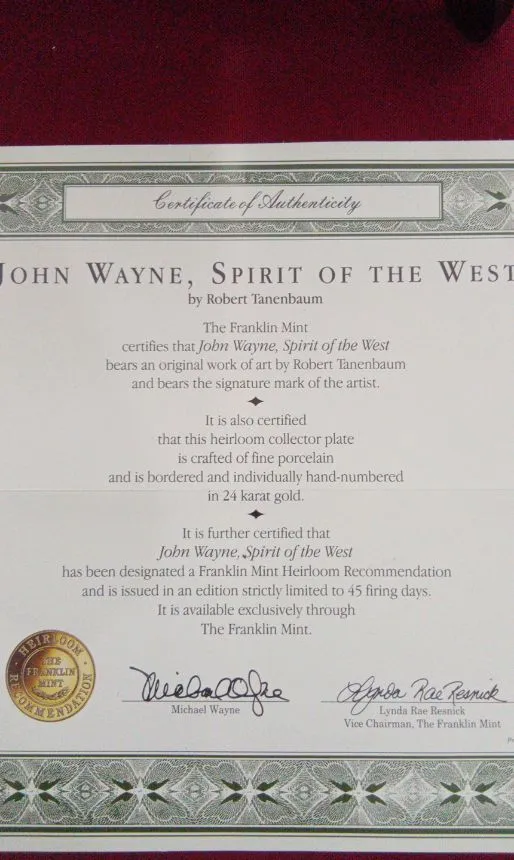 Certificate of Authenticity
JOHN WAYNE, SPIRIT OF THE WEST
by Robert Tanenbaum
The Franklin Mint
certifies that John Wayne, Spirit of the West
bears an original work of art by Robert Tanenbaum
and bears the signature mark of the artist.
It is also certified
that this heirloom collector plate
is crafted of fine porcelain
and is bordered and individually hand-numbered
in 24 karat gold.
It is further certified that
John Wayne, Spirit of the West
has been designated a Franklin Mint Heirloom Recommendation
and is issued in an edition strictly limited to 45 firing days.
It is available exclusively through
The Franklin Mint.
HEIRLOOM
THE
FRANKLIN
MINT
RECOMMENDATION
Lynda Rae Resnick
Michael Wayne
Lynda Rae Resnick
Vice Chairman, The Franklin Mint